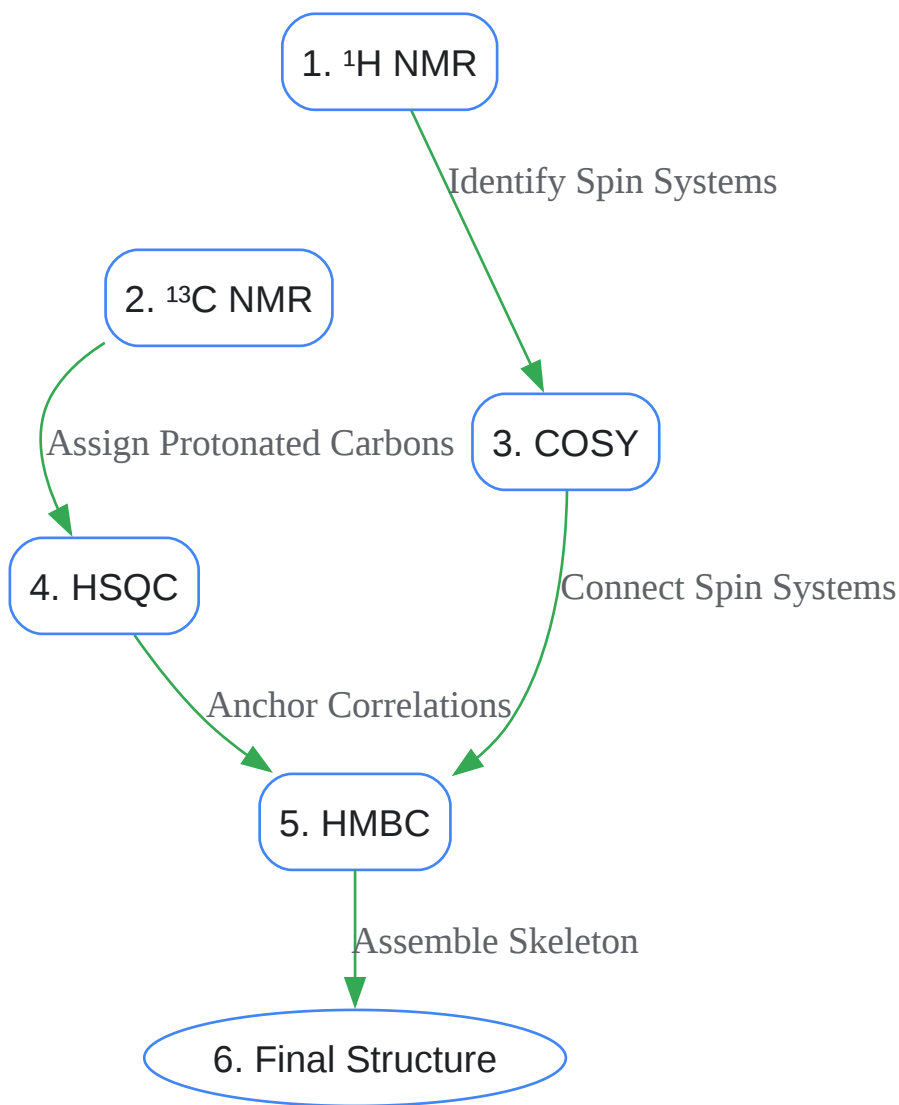 1. ¹H NMR
Identify Spin Systems
2. ¹³C NMR
Assign Protonated Carbons
3. COSY
4. HSQC
Connect Spin Systems
Anchor Correlations
5. HMBC
Assemble Skeleton
6. Final Structure